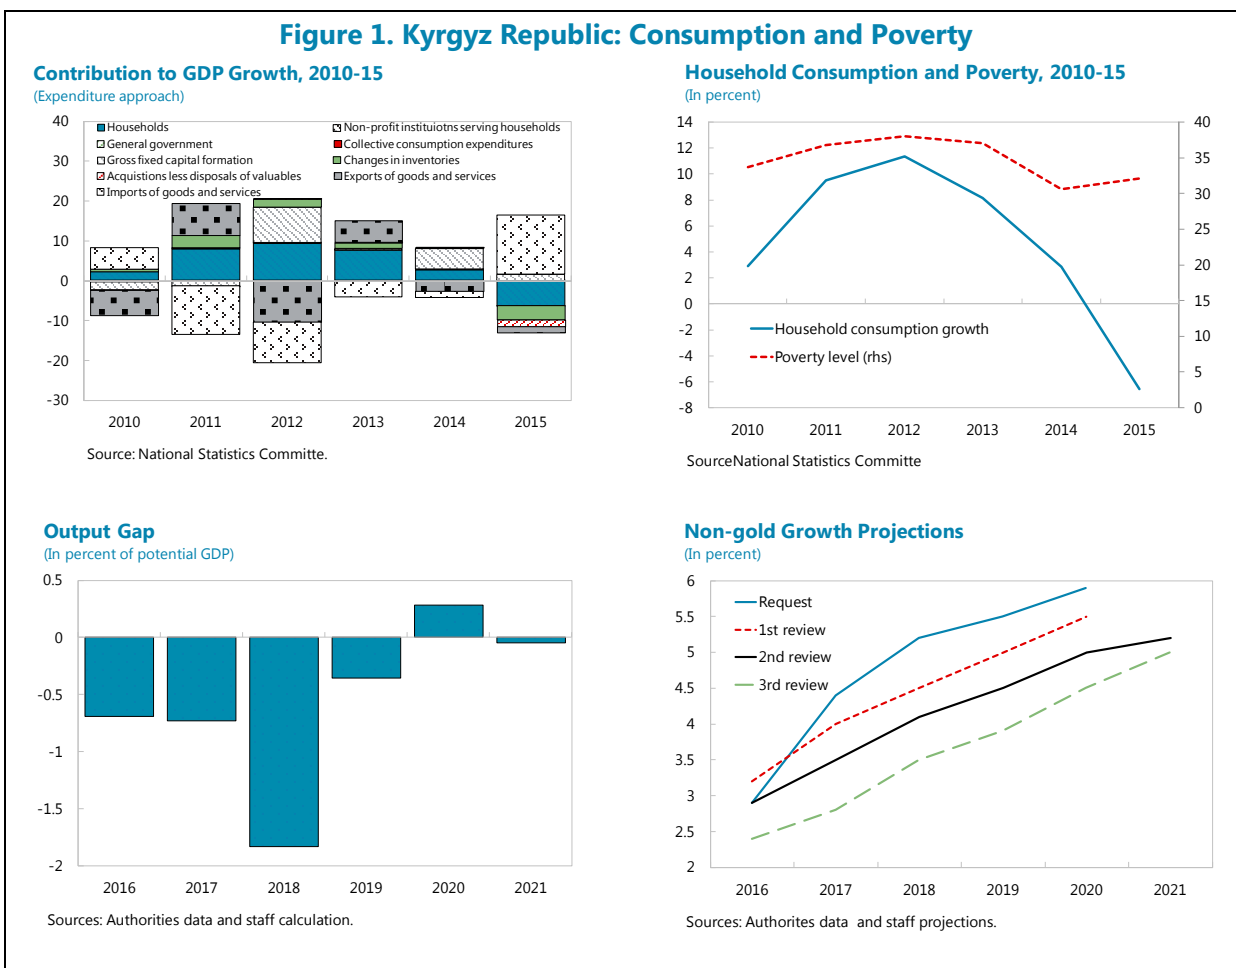 Figure 1. Kyrgyz Republic: Consumption and Poverty
Contribution to GDP Growth, 2010-15
(Expenditure approach)
40
30
20
10
0
-10
-20
-30
Households
Non-profit instituiotns serving households
General government
Collective consumption expenditures
Gross fixed capital formation
Changes in inventories
Acquistions less disposals of valuables
Exports of goods and services
Imports of goods and services
2010 2011 2012 2013 2014 2015
Source: National Statistics Committe.
Household Consumption and Poverty, 2010-15
(In percent)
14
12
10
8
6
4
2
0
-2
-4
-6
-8
40
35
30
25
20
15
10
5
0
Household consumption growth
Poverty level (rhs)
2010 2011 2012 2013 2014 2015
SourceNational Statistics Committe
Output Gap
(In percent of potential GDP)
0.5
0
-0.5
-1
-1.5
-2
2016 2017 2018 2019 2020 2021
Sources: Authorities data and staff calculation.
Non-gold Growth Projections
(In percent)
6
5.5
5
4.5
4
3.5
3
2.5
2
Request
1st review
2nd review
3rd review
2016 2017 2018 2019 2020 2021
Sources: Authorites data and staff projections.